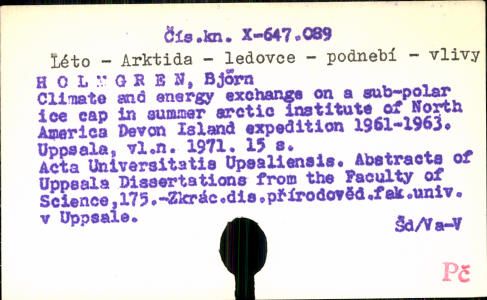 Čís.kn. X-647.089
Léto - Arktida - ledovce - podnebí - vlivy
H O L M G R E N, Björn
Climate and energy exchange on a sub-polar
ice cap in summer arctic institute of North
America Devon Island expedition 1961-1963.
Uppsala, vl.n. 1971. 15 s.
Acta Universitatis Upsaliensis. Abstracts of
Uppsala Dissertations from the Faculty of
Science,175.-Zkrác.dis.přírodověd.fak.univ.
v Uppsale.
Šd/Va-V
Pč